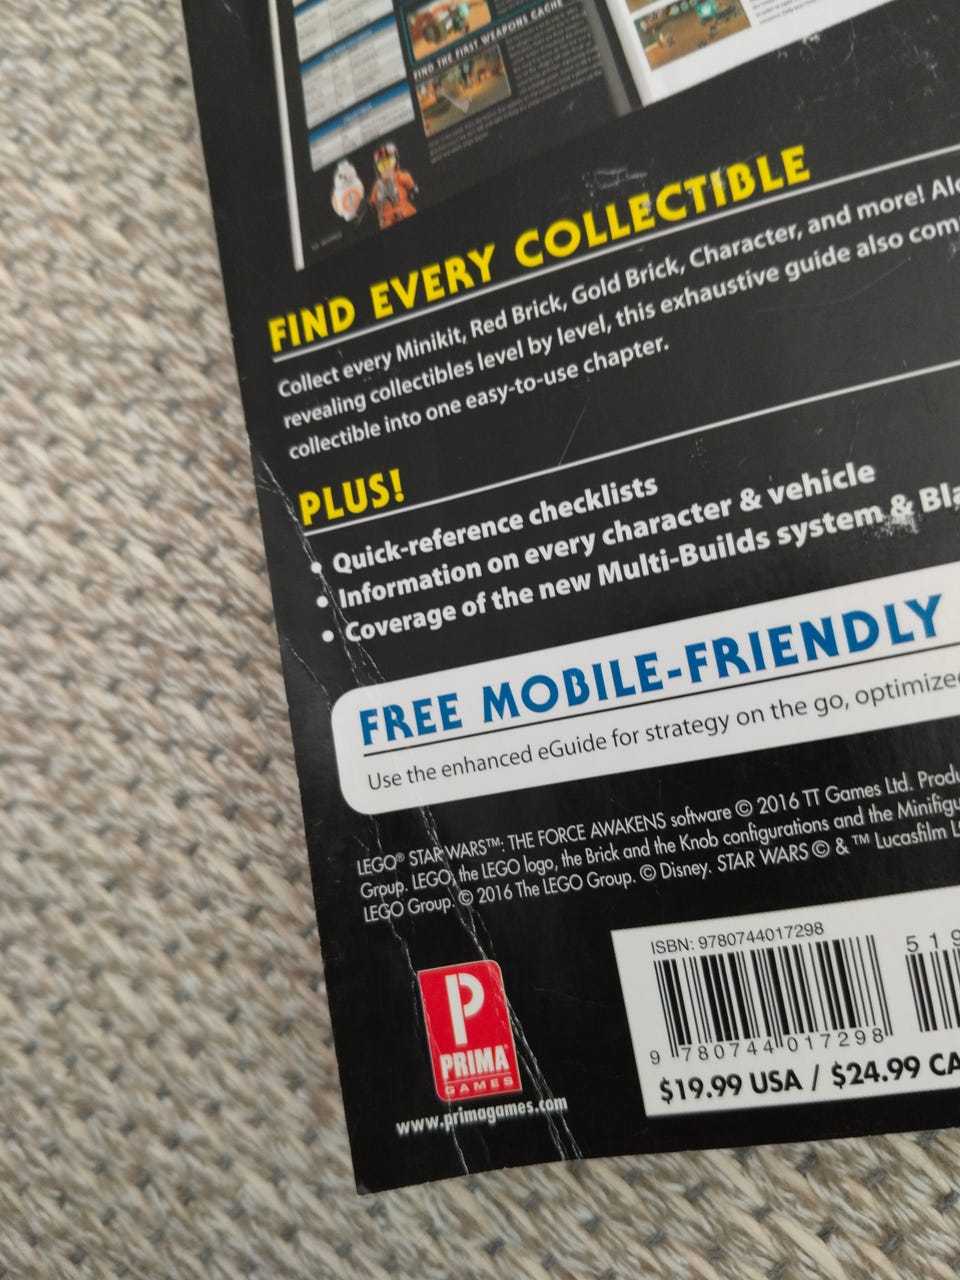 FIND THE FIRST WEAPONS CACHE
FIND EVERY COLLECTIBLE
Collect every Minikit, Red Brick, Gold Brick, Character, and more!
revealing collectibles level by level, this exhaustive guide also
collectible into one easy-to-use chapter.
PLUS!
• Quick-reference checklists
• Information on every character & vehicle
• Coverage of the new Multi-Builds system &
FREE MOBILE-FRIENDLY
Use the enhanced eGuide for strategy on the go,
LEGO® STAR WARS™: THE FORCE AWAKENS software © 2016 TT Games Ltd.
Group. LEGO, the LEGO logo, the Brick and the Knob configurations and the
LEGO Group. © 2016 The LEGO Group. © Disney. STAR WARS © & ™ Lucasfilm
ISBN: 9780744017298
5 1 9
9 780744 017298
$19.99 USA / $24.99
PRIMA
GAMES
www.primagames.com